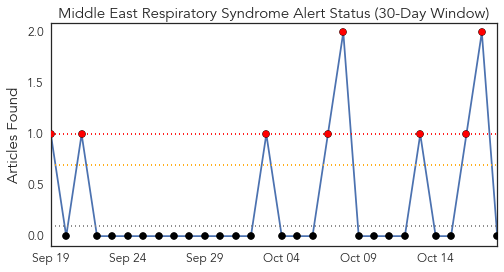 Middle East Respiratory Syndrome Alert Status (30-Day Window)
Articles Found
2.0
1.5
1.0
0.5
0.0
Sep 19 Sep 24 Sep 29 Oct 04 Oct 09 Oct 14